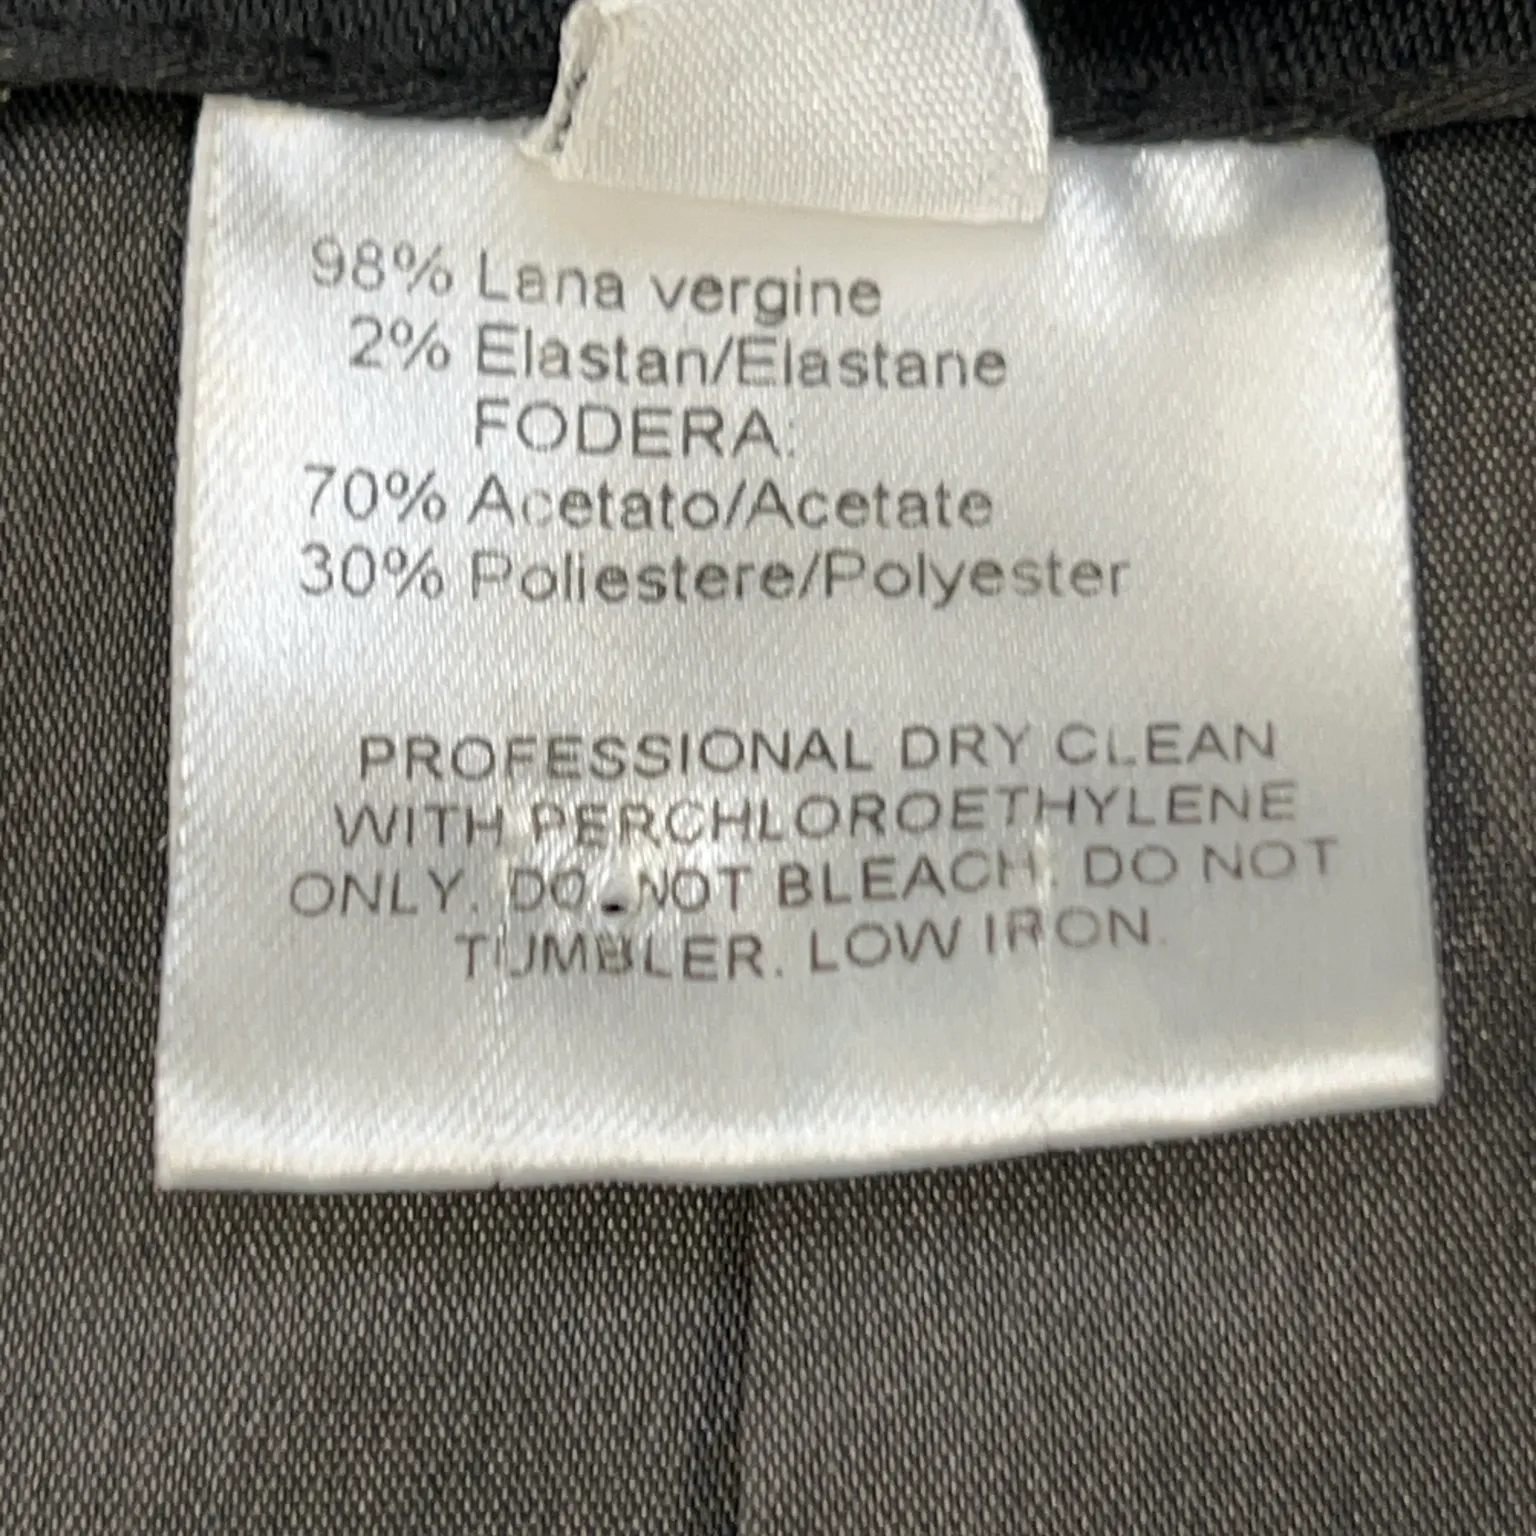 98% Lana vergine
2% Elastan/Elastane
FODERA:
70% Acetato/Acetate
30% Poliestere/Polyester
PROFESSIONAL DRY CLEAN
WITH PERCHLOROETHYLENE
ONLY. DO NOT BLEACH. DO NOT
TUMBLER. LOW IRON.